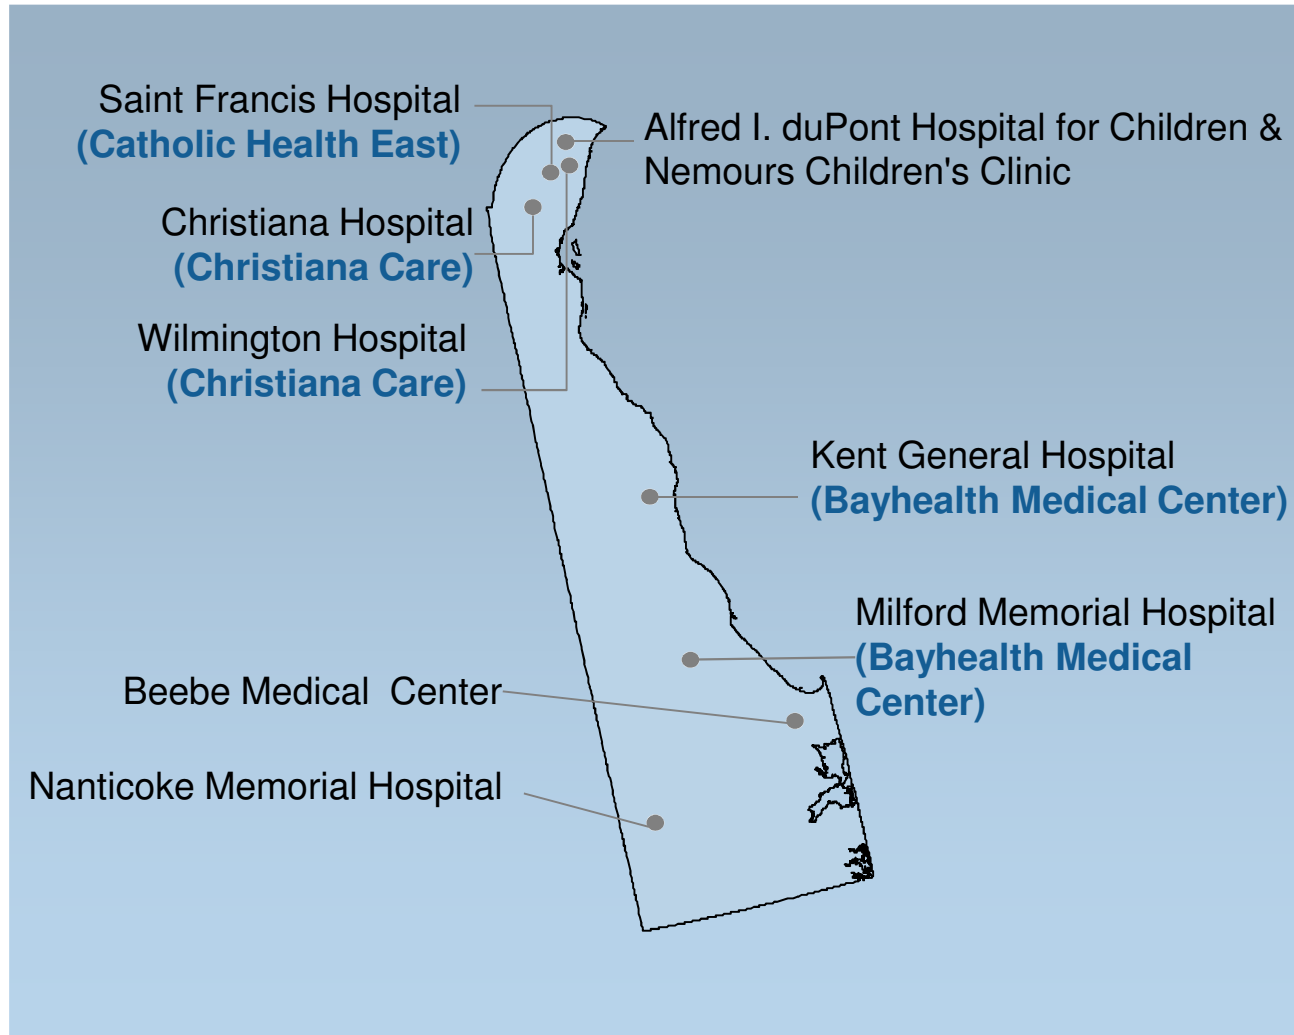 Saint Francis Hospital
(Catholic Health East)
Alfred I. duPont Hospital for Children &
Nemours Children's Clinic
Christiana Hospital
(Christiana Care)
Wilmington Hospital
(Christiana Care)
Kent General Hospital
(Bayhealth Medical Center)
Milford Memorial Hospital
(Bayhealth Medical
Center)
Beebe Medical  Center
Nanticoke Memorial Hospital